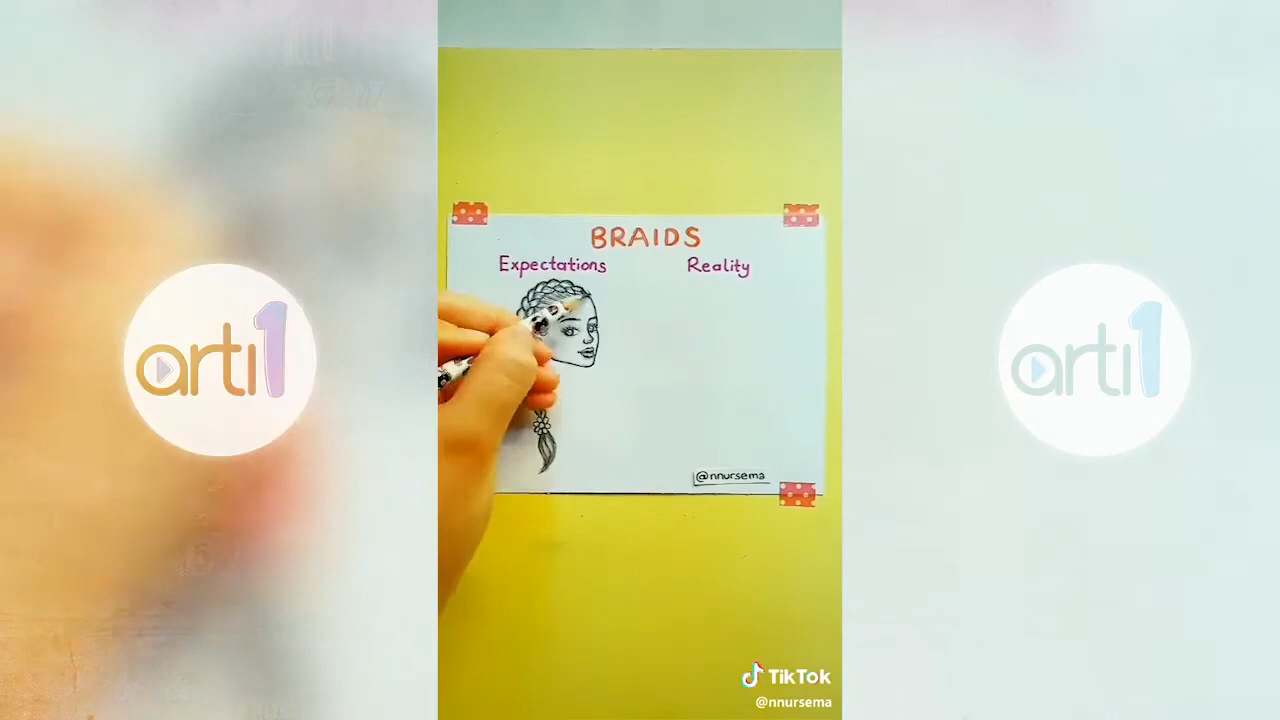 arti1
BRAIDS
Expectations
Reality
@nnursema
TikTok
@nnursema
arti1